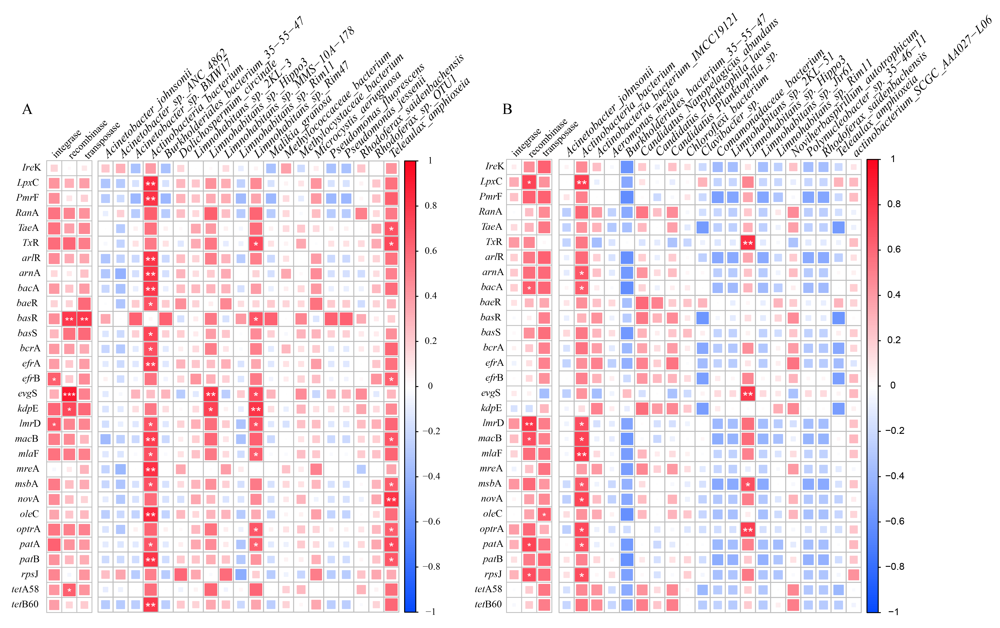 A
integrase
recombinase
transposase
Acinetobacter_johnsonii
Acinetobacter_sp._ANC_4862
Acinetobacter_sp._BMW17
Actinobacteria_bacterium
Burkholderiales_bacterium_35−55−47
Dolichospermum_circinale
Limnohabitans_sp._2KL−3
Limnohabitans_sp._Hippo3
Limnohabitans_sp._MMS−10A−178
Limnohabitans_sp._Rim11
Limnohabitans_sp._Rim47
Malikia_granosa
Methylococcaceae_bacterium
Methylocystaceae_bacterium
Microcystis_aeruginosa
Pseudomonas_fluorescens
Pseudomonas_jessenii
Rhodoferax_saidenbachensis
Rhodoferax_sp._OTU1
Teleaulax_amphioxeia
IreK
LpxC **
PmrF **
RanA
TaeA *
TxR * *
arlR **
arnA **
bacA **
baeR *
basR ** ** *
basS *
bcrA *
efrA **
efrB * *
evgS *** ** *
kdpE * * **
lmrD * * *
macB ** *
mlaF * *
mreA **
msbA * *
novA **
oleC **
optrA * *
patA * * *
patB ** *
rpsJ
tetA58 *
tetB60 **
1
0.8
0.6
0.4
0.2
0
−0.2
−0.4
−0.6
−0.8
−1
B
integrase
recombinase
transposase
Acinetobacter_johnsonii
Actinobacteria_bacterium
Actinobacteria_bacterium_IMCC19121
Aeromonas_media
Burkholderiales_bacterium_35−55−47
Candidatus_Nanopelagicus_abundans
Candidatus_Planktophila_lacus
Candidatus_Planktophila_sp.
Chloroflexi_bacterium
Clavibacter_sp.
Comamonadaceae_bacterium
Limnohabitans_sp._2KL−51
Limnohabitans_sp._Hippo3
Limnohabitans_sp._Jir61
Limnohabitans_sp._Rim11
Noviherbaspirillum_autotrophicum
Polynucleobacter_sp._35−46−11
Rhodoferax_saidenbachensis
Teleaulax_amphioxeia
actinobacterium_SCGC_AAA027−L06
IreK
LpxC * **
PmrF
RanA
TaeA
TxR **
arlR
arnA *
bacA * *
baeR
basR
basS
bcrA
efrA
efrB
evgS **
kdpE
lmrD ** *
macB * *
mlaF **
mreA
msbA * *
novA *
oleC *
optrA * **
patA * *
patB
rpsJ * *
tetA58
tetB60
1
0.8
0.6
0.4
0.2
0
−0.2
−0.4
−0.6
−0.8
−1